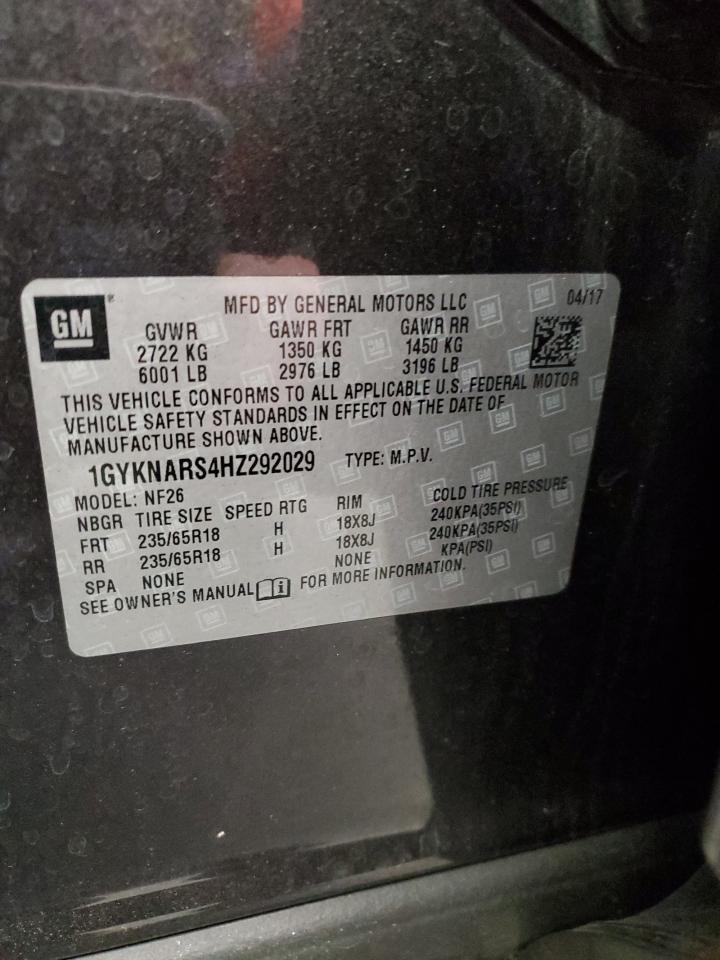 GM
MFD BY GENERAL MOTORS LLC 04/17
GVWR GAWR FRT GAWR RR
2722 KG 1350 KG 1450 KG
6001 LB 2976 LB 3196 LB
THIS VEHICLE CONFORMS TO ALL APPLICABLE U.S. FEDERAL MOTOR
VEHICLE SAFETY STANDARDS IN EFFECT ON THE DATE OF
MANUFACTURE SHOWN ABOVE.
1GYKNARS4HZ292029 TYPE: M.P.V.
MODEL: NF26
NBGR TIRE SIZE SPEED RTG RIM COLD TIRE PRESSURE
FRT 235/65R18 H 18X8J 240KPA(35PSI)
RR 235/65R18 H 18X8J 240KPA(35PSI)
SPA NONE NONE KPA(PSI)
SEE OWNER'S MANUAL FOR MORE INFORMATION.